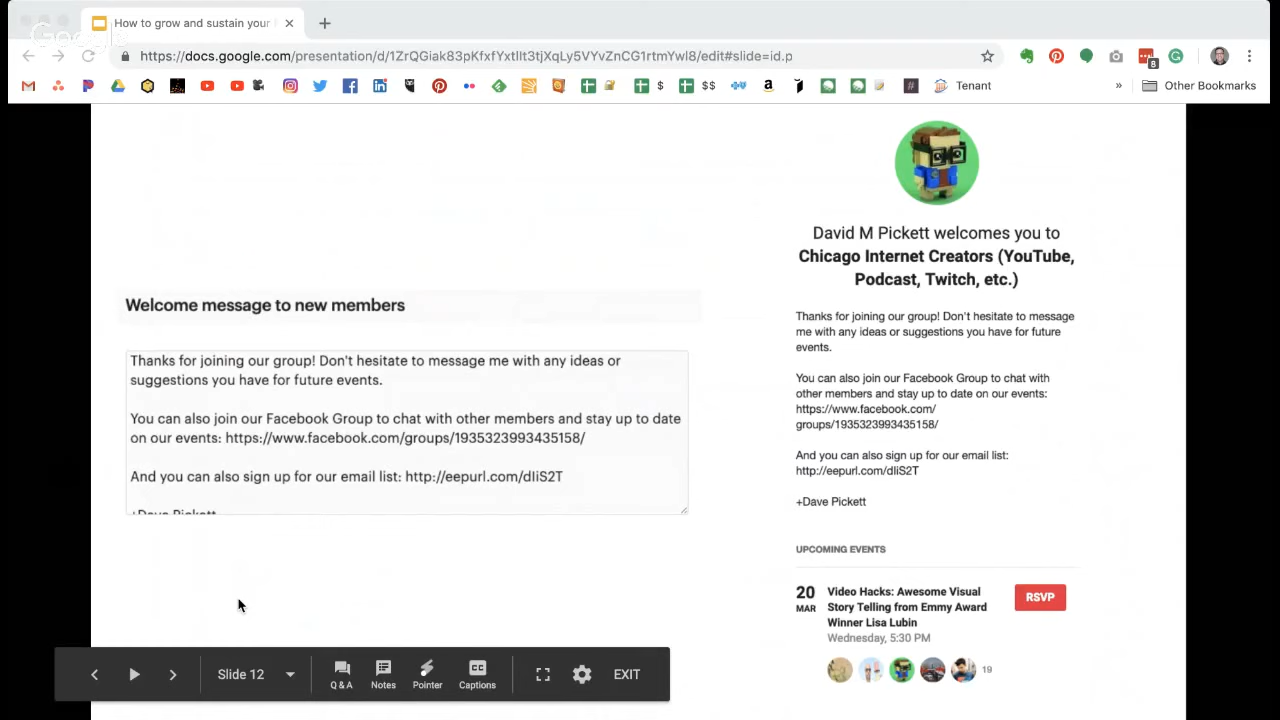 How to grow and sustain your
Google
https://docs.google.com/presentation/d/1ZrQGiak83pKfxfYxtIlt3tjXqLy5VYvZnCG1rtmYwl8/edit#slide=id.p
8
$
$$
a
#
Tenant
»
Other Bookmarks
Welcome message to new members
Thanks for joining our group! Don't hesitate to message me with any ideas or
suggestions you have for future events.
You can also join our Facebook Group to chat with other members and stay up to date
on our events: https://www.facebook.com/groups/1935323993435158/
And you can also sign up for our email list: http://eepurl.com/dIiS2T
+Dave Pickett
David M Pickett welcomes you to
Chicago Internet Creators (YouTube,
Podcast, Twitch, etc.)
Thanks for joining our group! Don't hesitate to message
me with any ideas or suggestions you have for future
events.
You can also join our Facebook Group to chat with
other members and stay up to date on our events:
https://www.facebook.com/
groups/1935323993435158/
And you can also sign up for our email list:
http://eepurl.com/dIiS2T
+Dave Pickett
UPCOMING EVENTS
20
MAR
Video Hacks: Awesome Visual
Story Telling from Emmy Award
Winner Lisa Lubin
Wednesday, 5:30 PM
RSVP
19
Slide 12
Q & A
Notes
Pointer
CC
Captions
EXIT